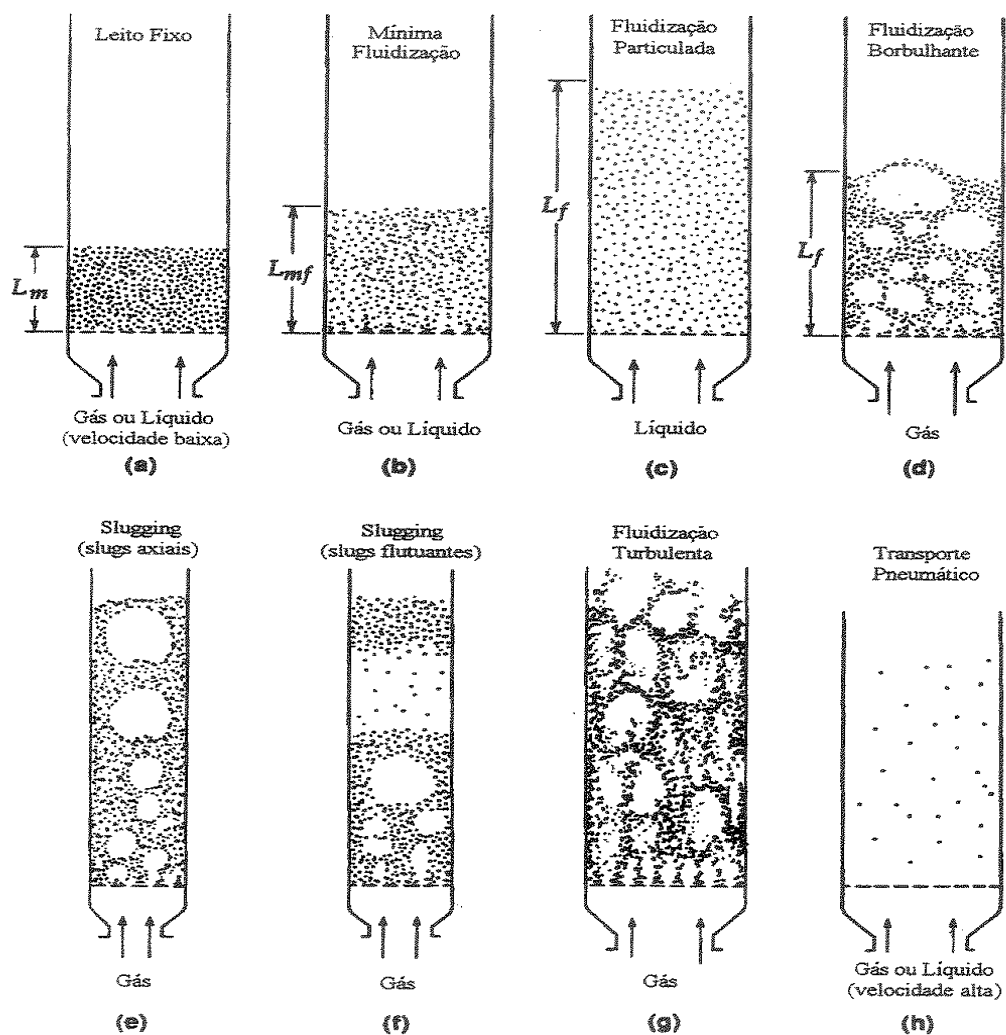 Leito Fixo
Mínima
Fluidização
Fluidização
Particulada
Fluidização
Borbulhante
L_m
L_mf
L_f
L_f
Gás ou Líquido
(velocidade baixa)
Gás ou Líquido
Líquido
Gás
(a)
(b)
(c)
(d)
Slugging
(slugs axiais)
Slugging
(slugs flutuantes)
Fluidização
Turbulenta
Transporte
Pneumático
Gás
Gás
Gás
Gás ou Líquido
(velocidade alta)
(e)
(f)
(g)
(h)